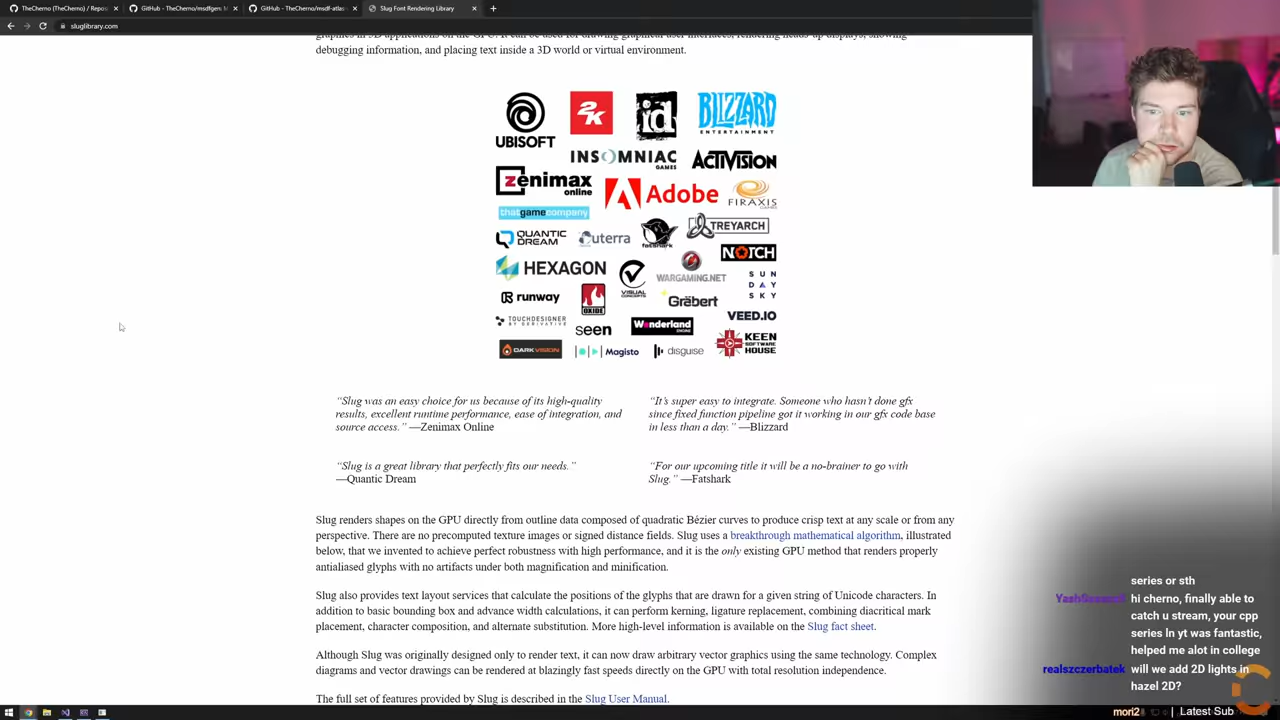 TheCherno (TheCherno) / Repos
GitHub - TheCherno/msdfgen: M
GitHub - TheCherno/msdf-atlas
Slug Font Rendering Library
sluglibrary.com
graphics in 3D applications on the GPU. It can be used for drawing graphical user interfaces, rendering heads-up displays, showing
debugging information, and placing text inside a 3D world or virtual environment.
UBISOFT
2K
id
BLIZZARD
ENTERTAINMENT
INSOMNIAC
GAMES
ACTIVISION
zenimax
online
Adobe
FIRAXIS
GAMES
thatgamecompany
TREYARCH
QUANTIC
DREAM
auterra
fatshark
NOTCH
HEXAGON
VISUAL
CONCEPTS
WARGAMING.NET
SUN
DAY
SKY
runway
OXIDE
Grëbert
VEED.IO
TOUCHDESIGNER
BY DERIVATIVE
seen
Wonderland
ENGINE
KEEN
SOFTWARE
HOUSE
DARKVISION
Magisto
disguise
“Slug was an easy choice for us because of its high-quality
results, excellent runtime performance, ease of integration, and
source access.” —Zenimax Online
“It’s super easy to integrate. Someone who hasn’t done gfx
since fixed function pipeline got it working in our gfx code base
in less than a day.” —Blizzard
“Slug is a great library that perfectly fits our needs.”
—Quantic Dream
“For our upcoming title it will be a no-brainer to go with
Slug.” —Fatshark
Slug renders shapes on the GPU directly from outline data composed of quadratic Bézier curves to produce crisp text at any scale or from any
perspective. There are no precomputed texture images or signed distance fields. Slug uses a breakthrough mathematical algorithm, illustrated
below, that we invented to achieve perfect robustness with high performance, and it is the only existing GPU method that renders properly
antialiased glyphs with no artifacts under both magnification and minification.
Slug also provides text layout services that calculate the positions of the glyphs that are drawn for a given string of Unicode characters. In
addition to basic bounding box and advance width calculations, it can perform kerning, ligature replacement, combining diacritical mark
placement, character composition, and alternate substitution. More high-level information is available on the Slug fact sheet.
Although Slug was originally designed only to render text, it can now draw arbitrary vector graphics using the same technology. Complex
diagrams and vector drawings can be rendered at blazingly fast speeds directly on the GPU with total resolution independence.
The full set of features provided by Slug is described in the Slug User Manual.
series or sth
hi cherno, finally able to
catch u stream, your cpp
series ln yt was fantastic,
helped me alot in college
realszczerbatek will we add 2D lights in
hazel 2D?
mori2
Latest Sub